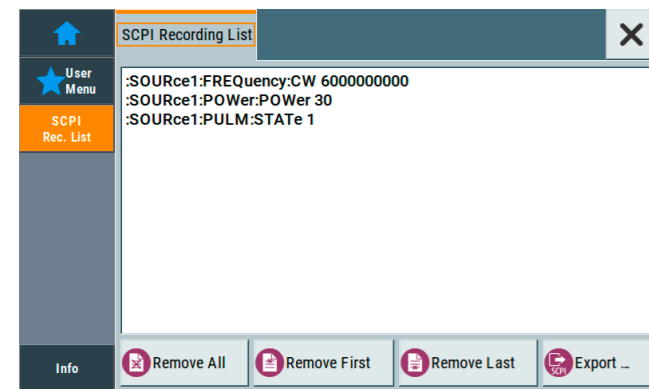 SCPI Recording List
User
Menu
SCPI
Rec. List
:SOURce1:FREQuency:CW 6000000000
:SOURce1:POWer:POWer 30
:SOURce1:PULM:STATe 1
Info
Remove All
Remove First
Remove Last
SCPI
Export ...